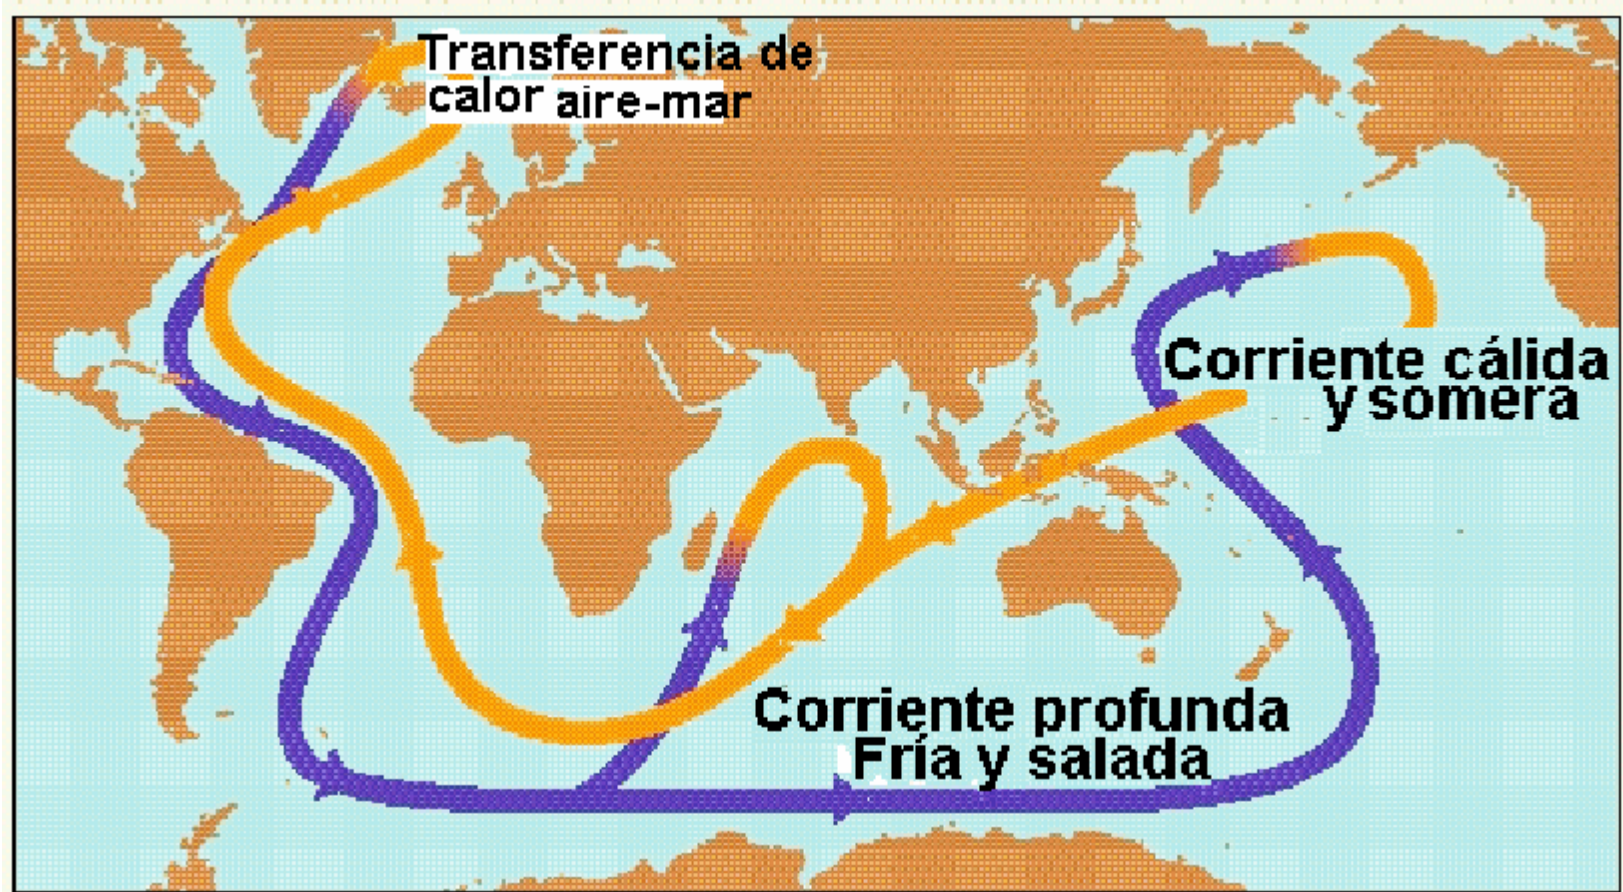 Transferencia de
calor aire-mar
Corriente cálida
y somera
Corriente profunda
Fría y salada